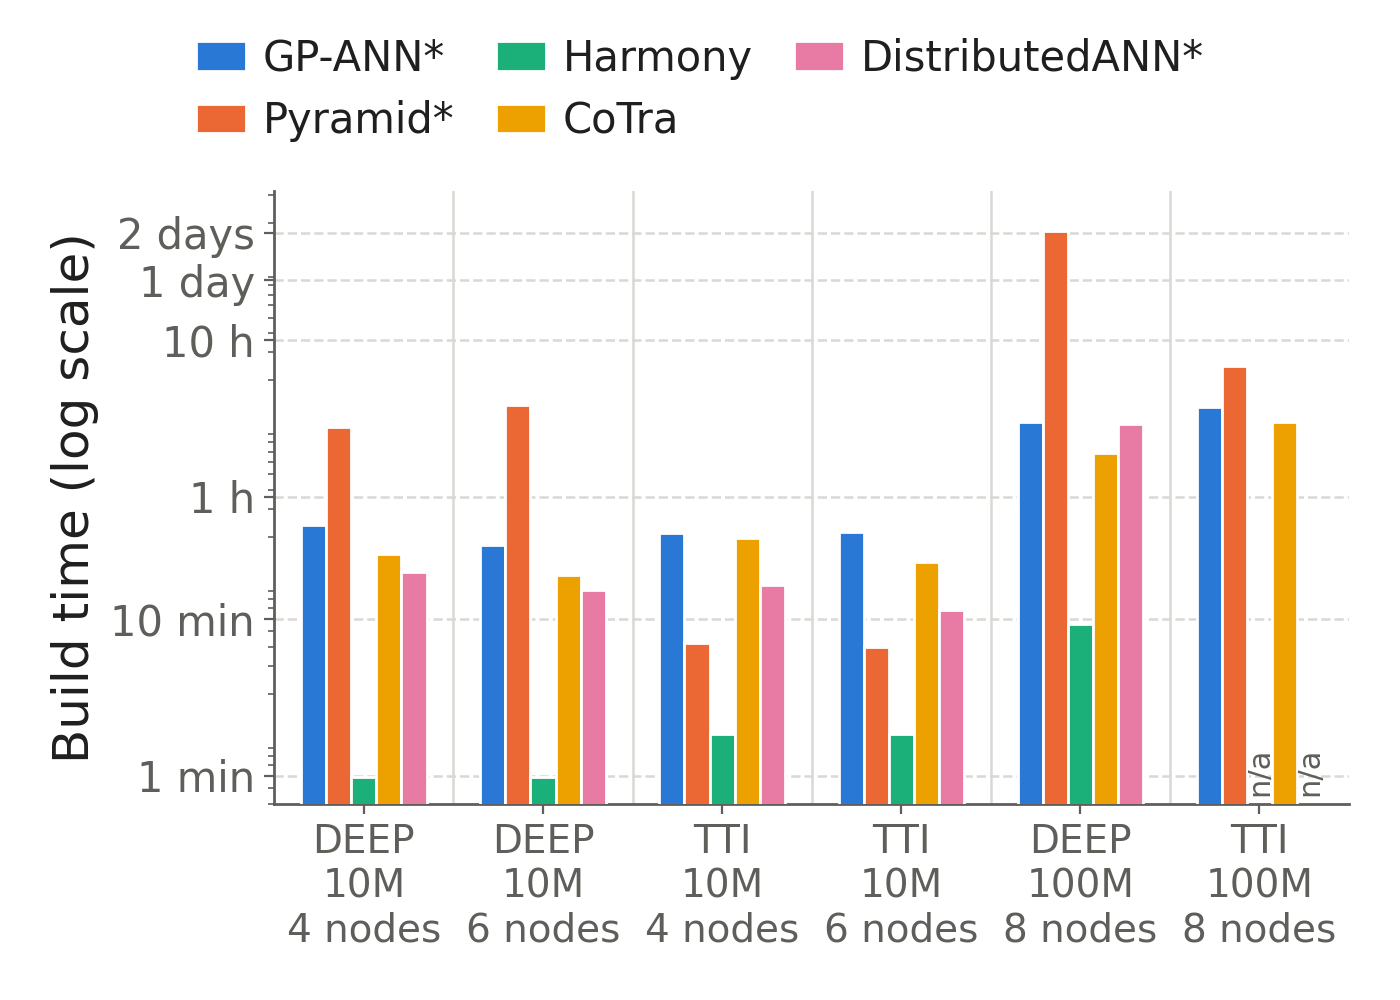 GP-ANN*
Harmony
DistributedANN*
Pyramid*
CoTra
Build time (log scale)
2 days
1 day
10 h
1 h
10 min
1 min
n/a
n/a
DEEP
10M
4 nodes
DEEP
10M
6 nodes
TTI
10M
4 nodes
TTI
10M
6 nodes
DEEP
100M
8 nodes
TTI
100M
8 nodes